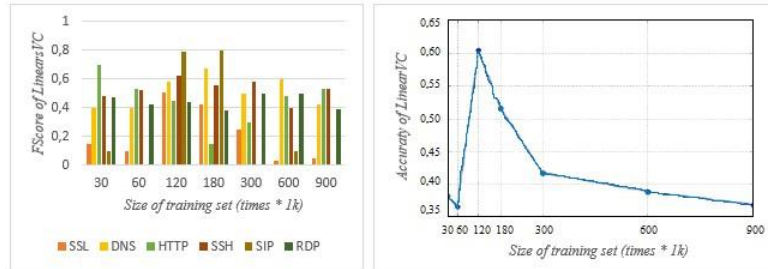 1
0,8
0,6
0,4
0,2
0
FScore of LinearsVC
30 60 120 180 300 600 900
Size of training set (times * 1k)
SSL DNS HTTP SSH SIP RDP
0,65
0,60
0,55
0,50
0,45
0,40
0,35
Accuraty of LinearVC
30 60 120 180 300 600 900
Size of training set (times * 1k)